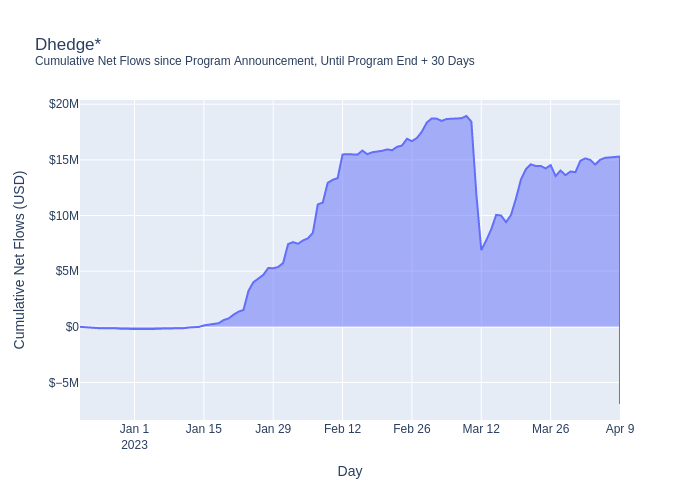 Dhedge*
Cumulative Net Flows since Program Announcement, Until Program End + 30 Days
$20M
$15M
$10M
$5M
$0
$−5M
Cumulative Net Flows (USD)
Jan 1
2023
Jan 15
Jan 29
Feb 12
Feb 26
Mar 12
Mar 26
Apr 9
Day